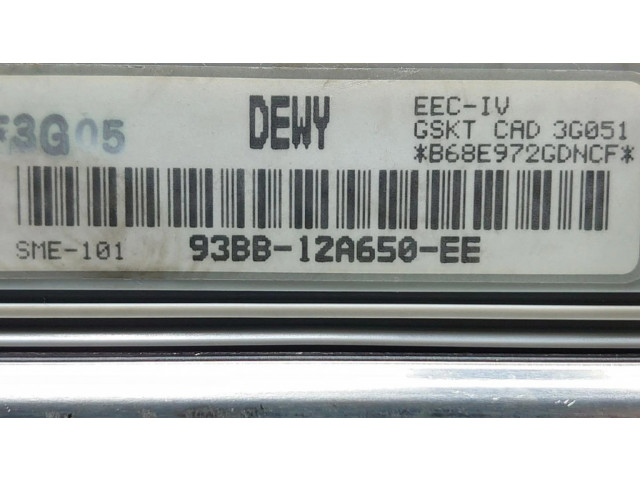 F3G05
DEWY
EEC-IV
GSKT CAD 3G051
*B68E972GDNCF*
SME-101
93BB-12A650-EE